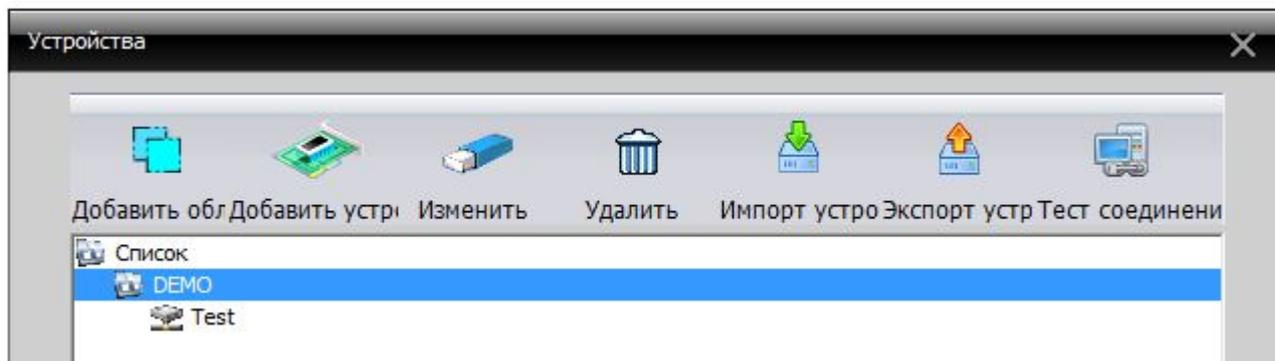 Устройства
Добавить обл Добавить устр Изменить Удалить Импорт устро Экспорт устр Тест соединени
Список
DEMO
Test